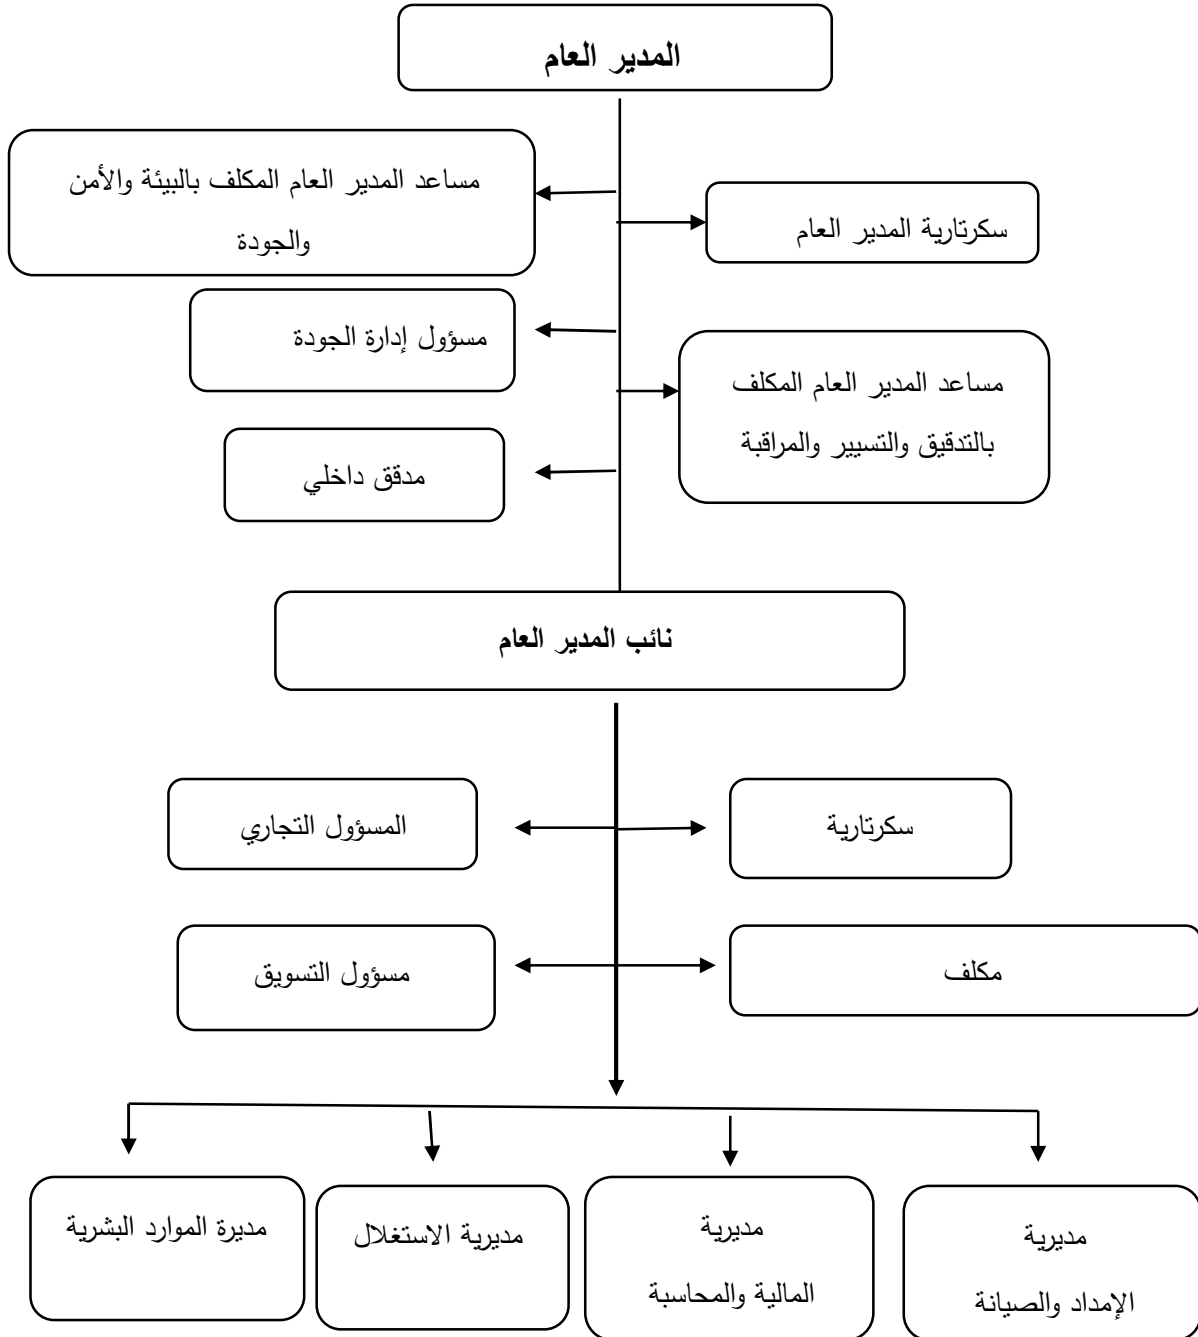 المدير العام
مساعد المدير العام المكلف بالبيئة والأمن
والجودة
سكرتارية المدير العام
مسؤول إدارة الجودة
مساعد المدير العام المكلف
بالتدقيق والتسيير والمراقبة
مدقق داخلي
نائب المدير العام
سكرتارية
المسؤول التجاري
مكلف
مسؤول التسويق
مديرية
الإمداد والصيانة
مديرية
المالية والمحاسبة
مديرية الاستغلال
مديرة الموارد البشرية